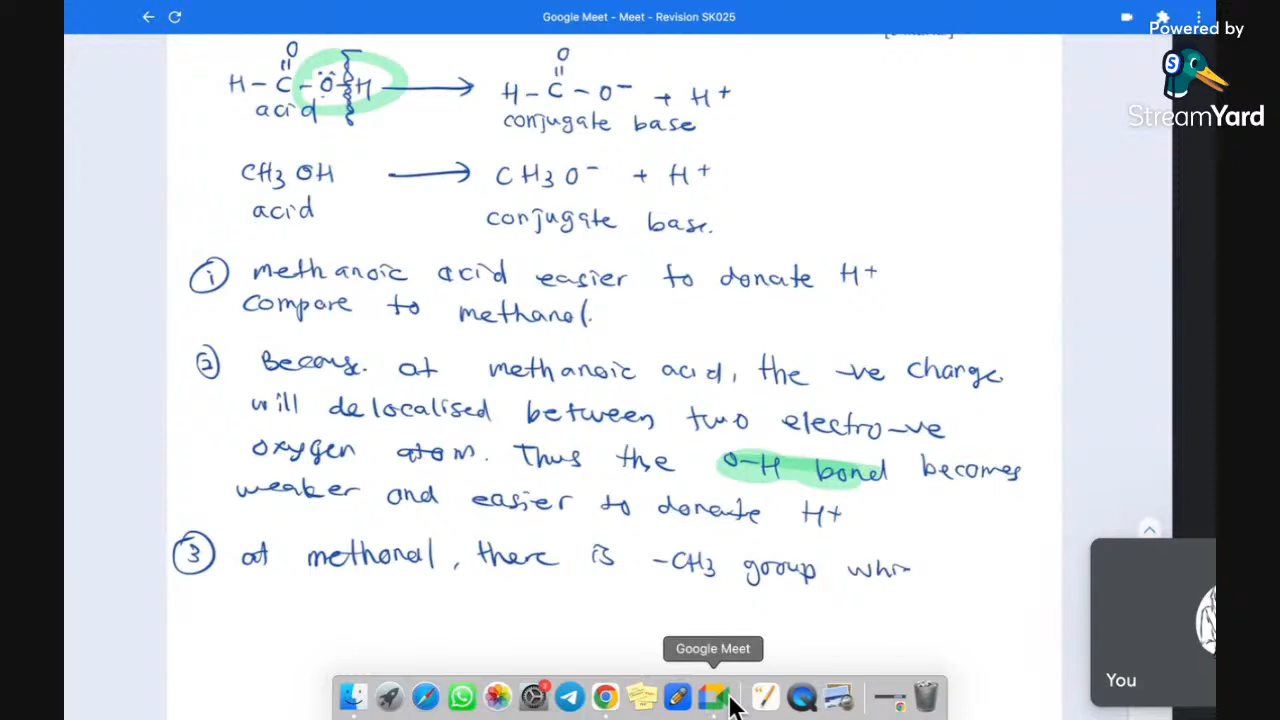 Google Meet - Meet - Revision SK025
Powered by
StreamYard
O
H - C - O - H → H - C - O⁻ + H⁺
acid
conjugate base
CH3 OH → CH3O⁻ + H⁺
acid
conjugate base.
① methanoic acid easier to donate H+
compare to methanol.
② Because. at methanoic acid, the -ve charge
will delocalised between two electro-ve
oxygen atom. Thus the O-H bond becomes
weaker and easier to donate H+
③ at methanol, there is -CH3 group whi
Google Meet
You